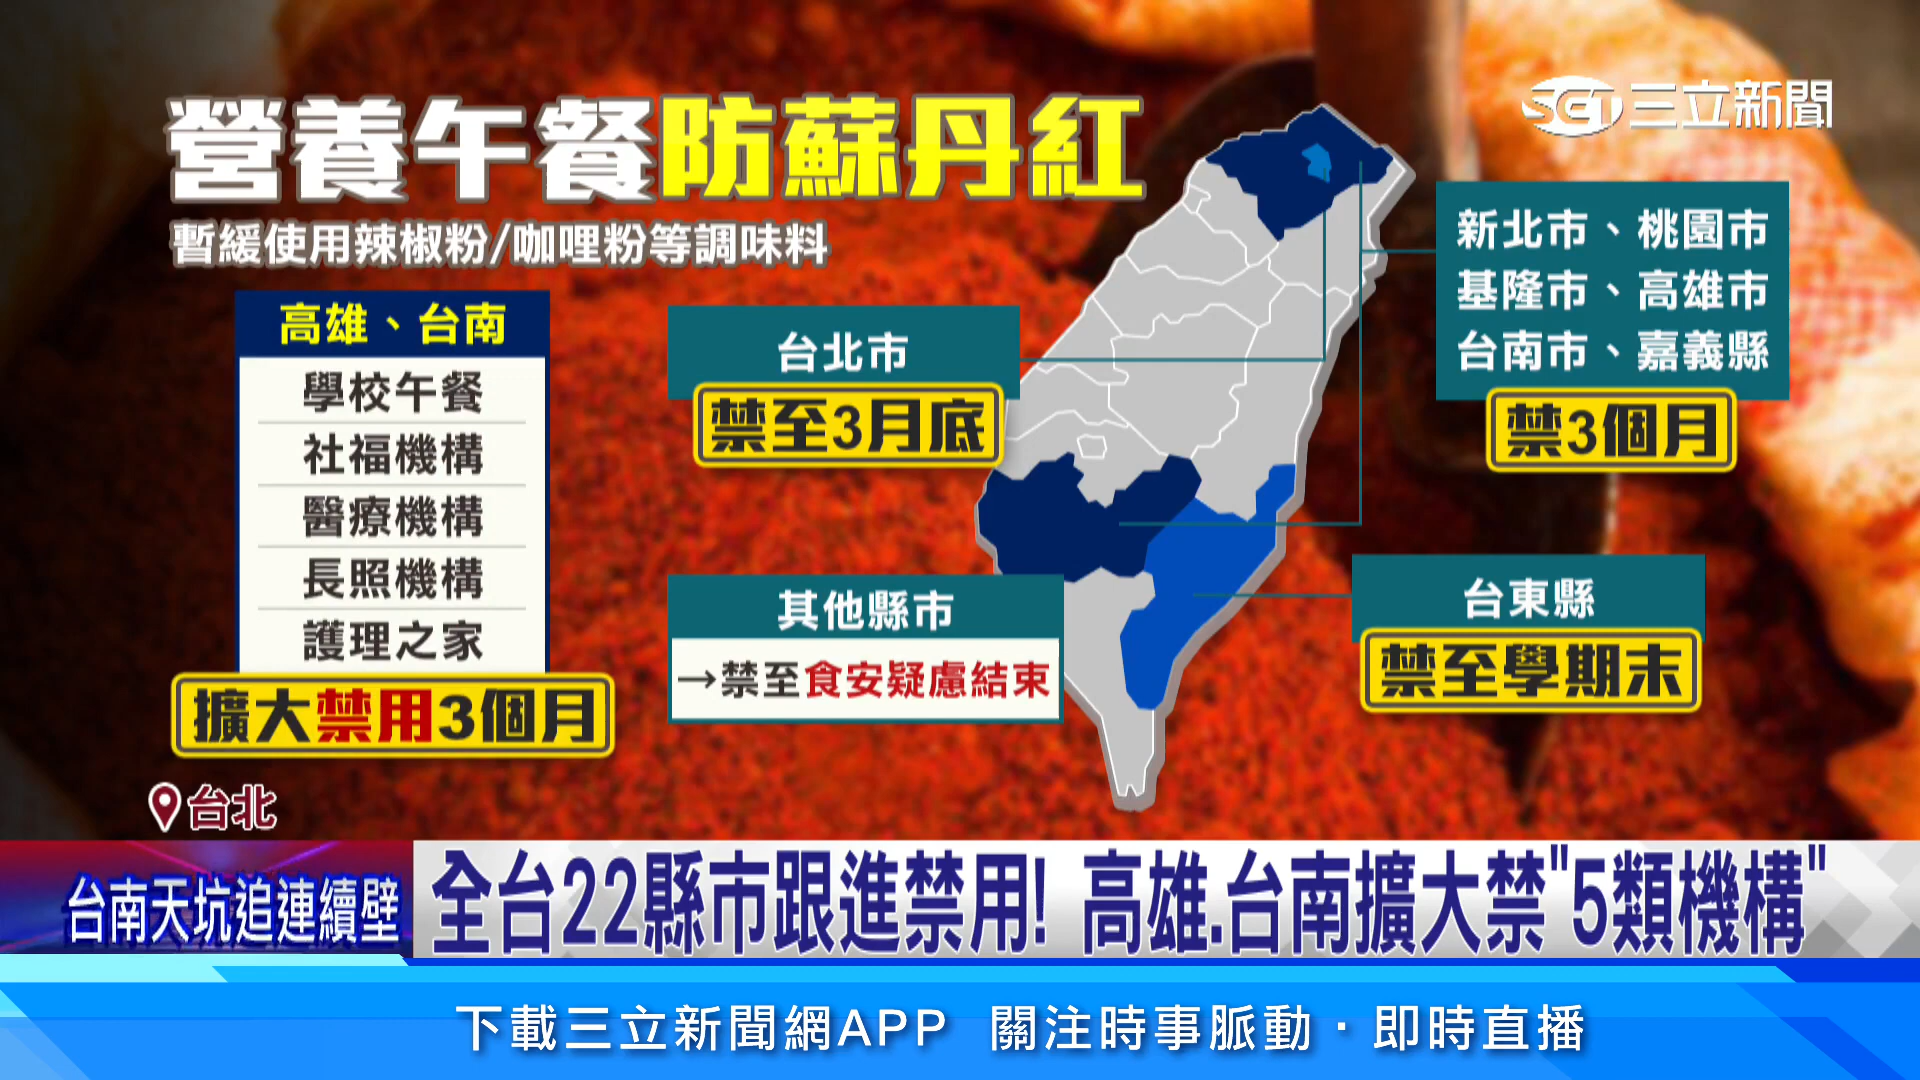 營養午餐防蘇丹紅
暫緩使用辣椒粉/咖哩粉等調味料
SET三立新聞
高雄、台南
學校午餐
社福機構
醫療機構
長照機構
護理之家
擴大禁用3個月
台北市
禁至3月底
新北市、桃園市
基隆市、高雄市
台南市、嘉義縣
禁3個月
其他縣市
→禁至食安疑慮結束
台東縣
禁至學期末
台北
台南天坑追連續壁
全台22縣市跟進禁用! 高雄.台南擴大禁"5類機構"
下載三立新聞網APP 關注時事脈動·即時直播